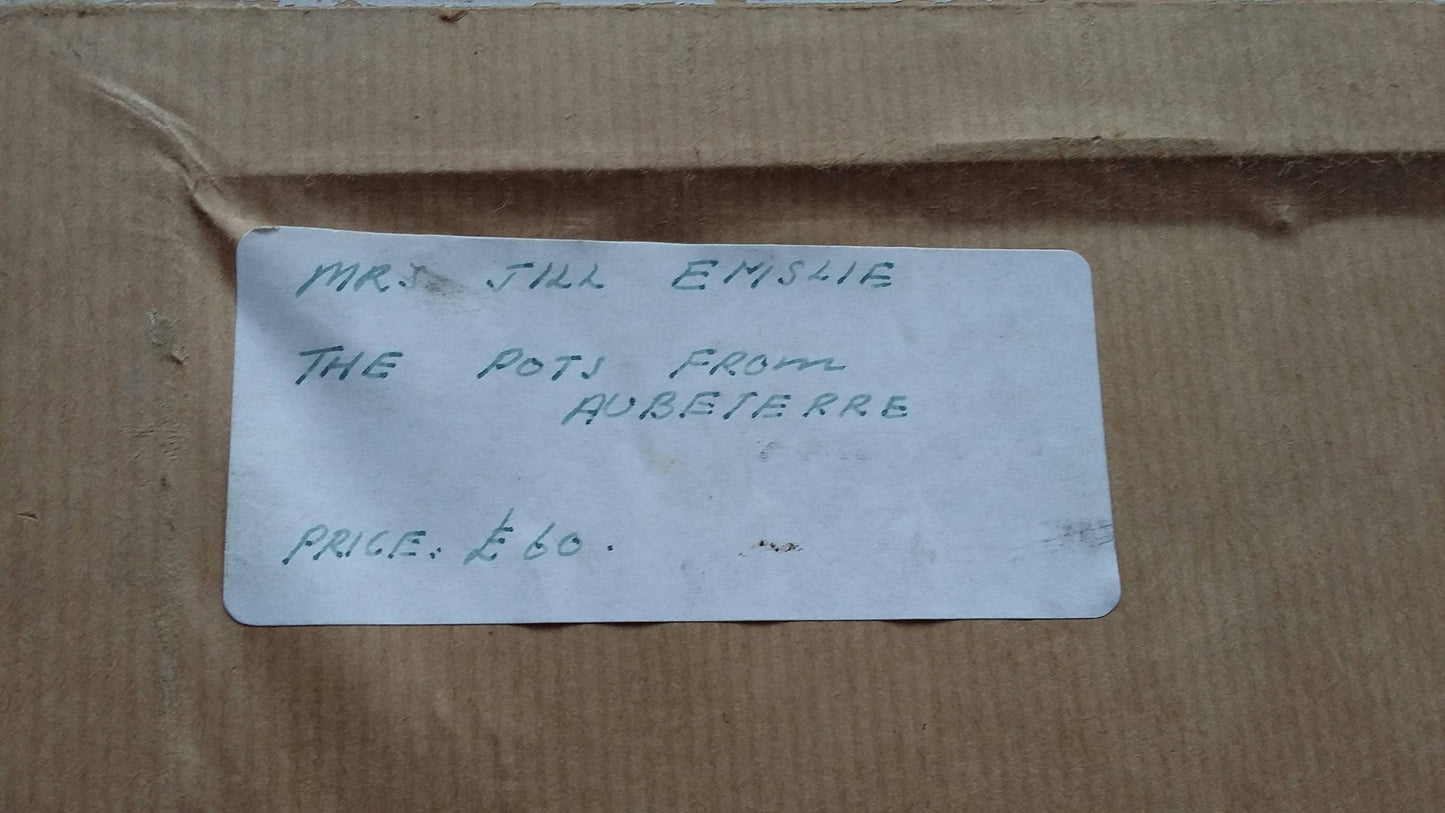 MRS JILL EMSLIE
THE POTS FROM
AUBETERRE
PRICE. £60.